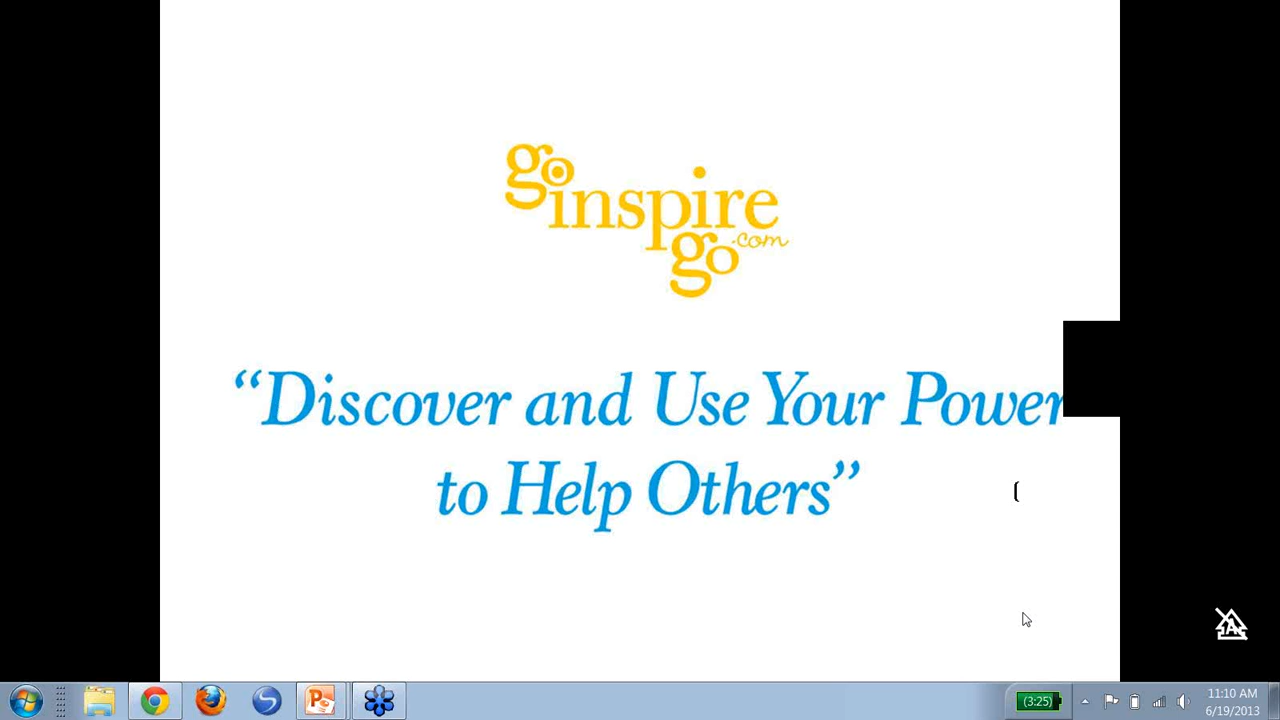 go
inspire
go.com
“Discover and Use Your Power
to Help Others”
(
(3:25)
11:10 AM
6/19/2013